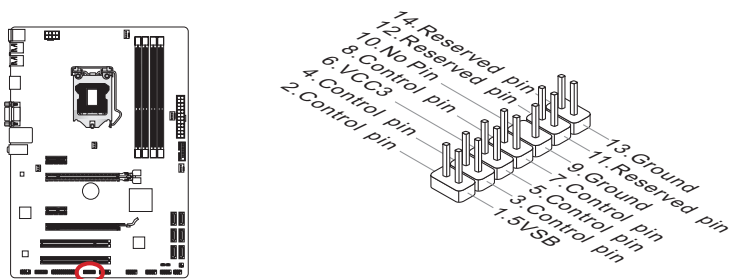 14.Reserved pin
12.Reserved pin
10.No Pin
8.Control pin
6.VCC3
4.Control pin
2.Control pin
13.Ground
11.Reserved pin
9.Ground
7.Control pin
5.Control pin
3.Control pin
1.5VSB